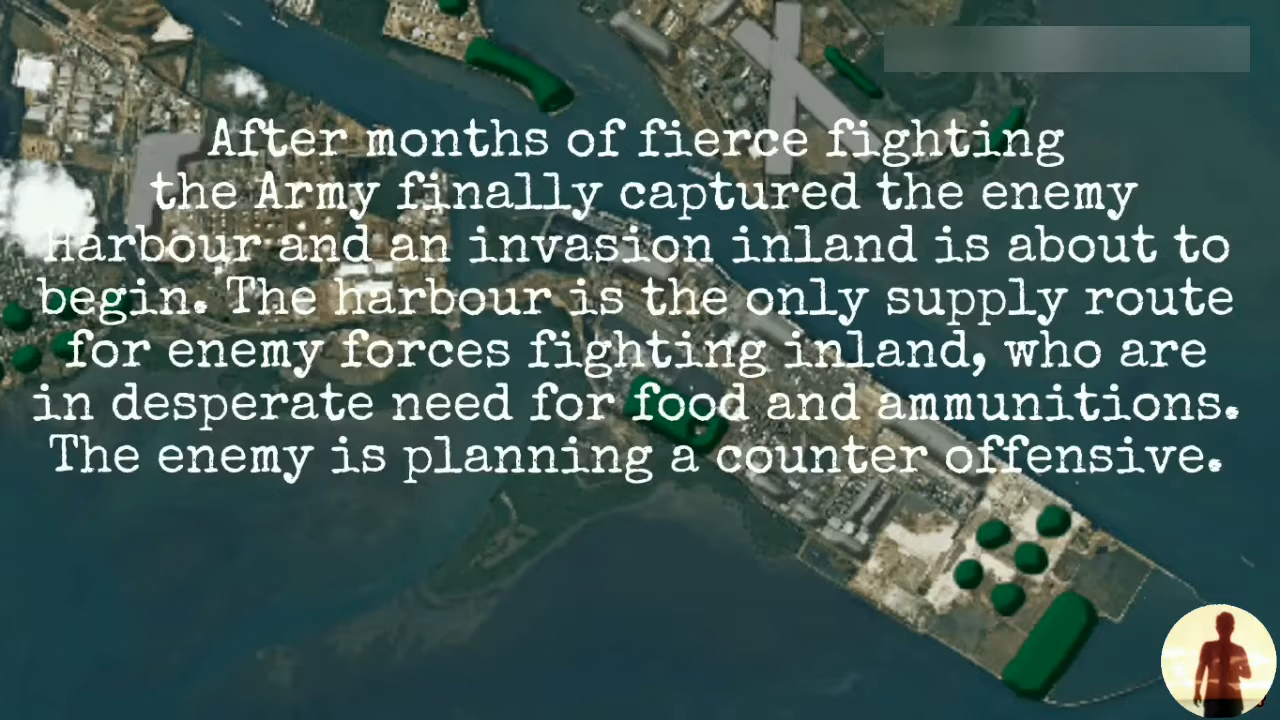 After months of fierce fighting
the Army finally captured the enemy
Harbour and an invasion inland is about to
begin. The harbour is the only supply route
for enemy forces fighting inland, who are
in desperate need for food and ammunitions.
The enemy is planning a counter offensive.